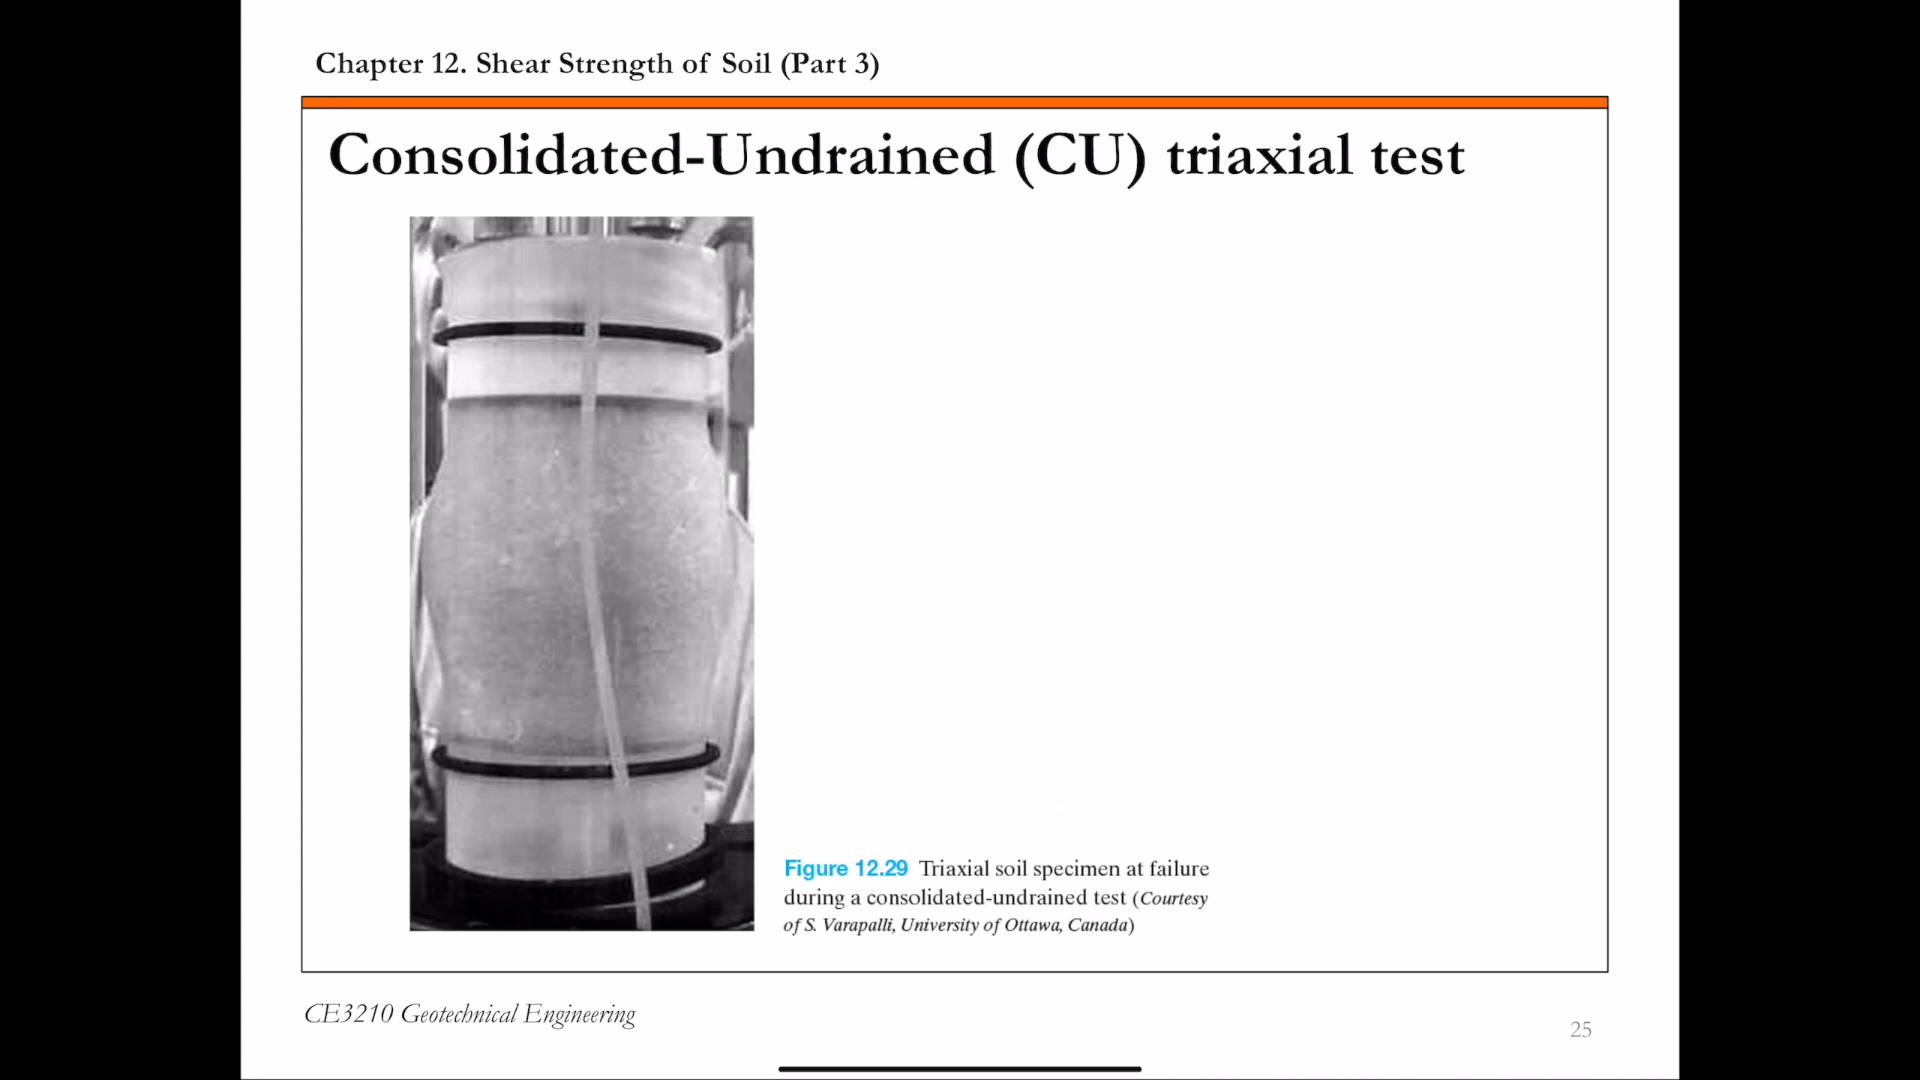 Chapter 12. Shear Strength of Soil (Part 3)
Consolidated-Undrained (CU) triaxial test
Figure 12.29 Triaxial soil specimen at failure
during a consolidated-undrained test (Courtesy
of S. Varapalli, University of Ottawa, Canada)
CE3210 Geotechnical Engineering
25